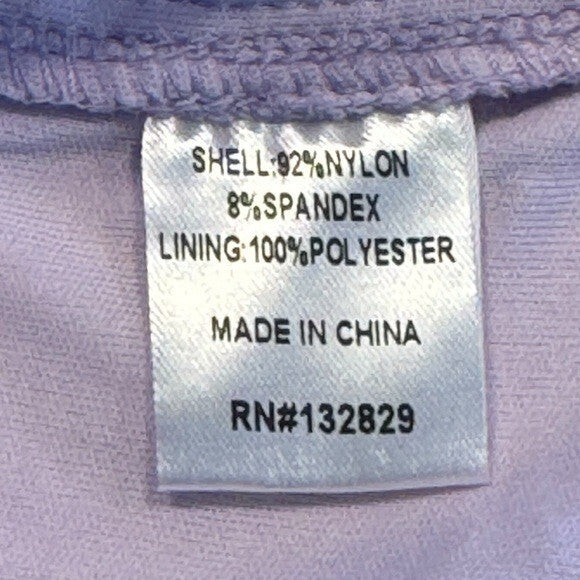 SHELL:92%NYLON
8%SPANDEX
LINING:100%POLYESTER
MADE IN CHINA
RN#132829